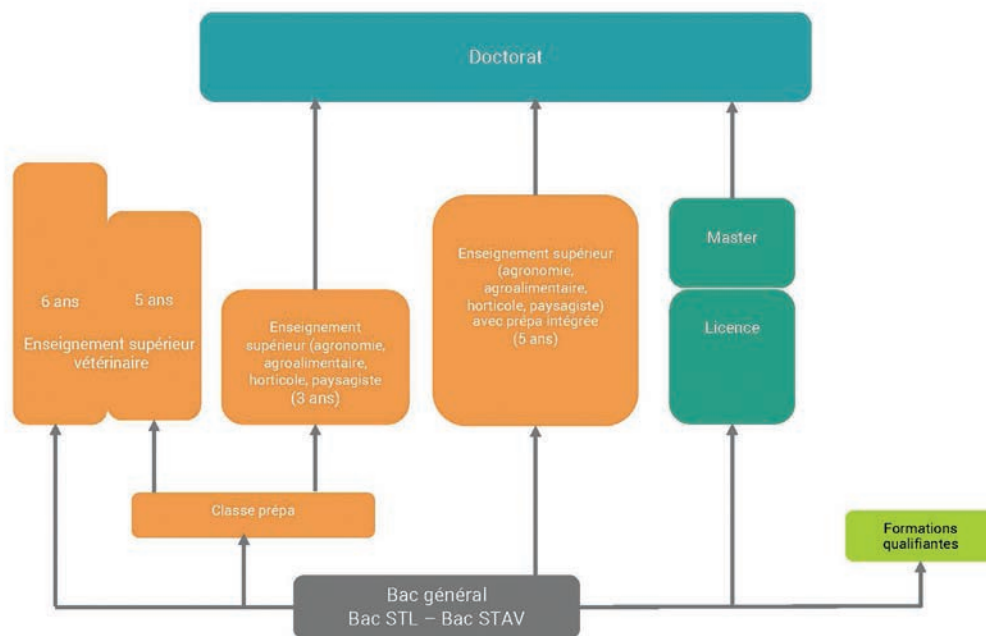 Doctorat
6 ans
5 ans
Enseignement supérieur
vétérinaire
Enseignement
supérieur (agronomie,
agroalimentaire,
horticole, paysagiste
(3 ans)
Enseignement supérieur
(agronomie,
agroalimentaire,
horticole, paysagiste)
avec prépa intégrée
(5 ans)
Master
Licence
Classe prépa
Formations
qualifiantes
Bac général
Bac STL – Bac STAV